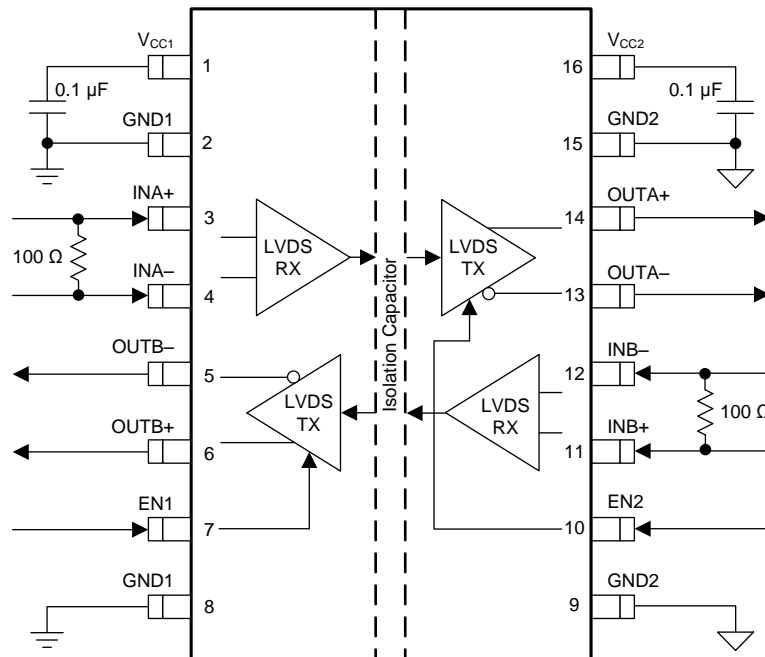 V_CC1
1
0.1 µF
GND1
2
INA+
3
100 Ω
INA–
4
OUTB–
5
OUTB+
6
EN1
7
GND1
8
LVDS
RX
LVDS
TX
Isolation Capacitor
LVDS
TX
LVDS
RX
V_CC2
16
0.1 µF
GND2
15
OUTA+
14
OUTA–
13
INB–
12
100 Ω
INB+
11
EN2
10
GND2
9